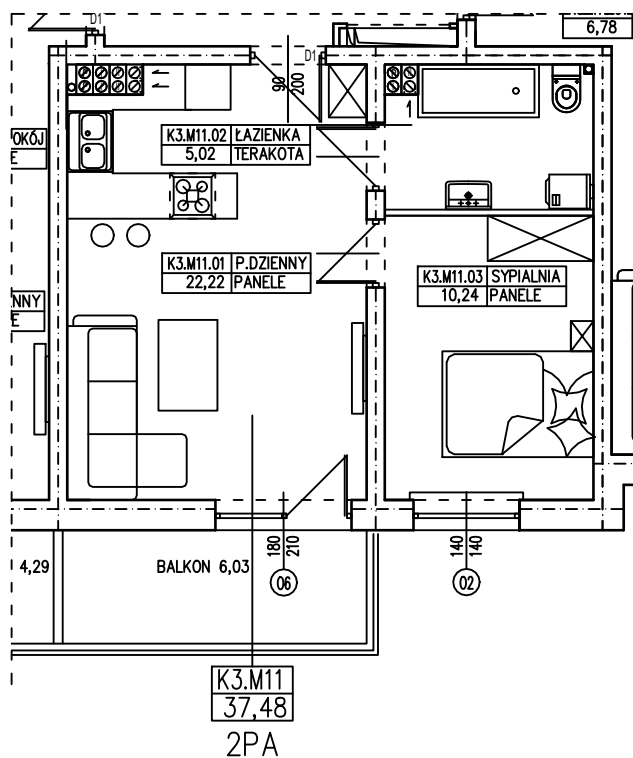 D1
6,78
D1
90
200
OKÓJ
E
K3.M11.02 ŁAZIENKA
5,02 TERAKOTA
1
K3.M11.01 P.DZIENNY
22,22 PANELE
K3.M11.03 SYPIALNIA
10,24 PANELE
NNY
E
4,29
BALKON 6,03
180
210
06
140
140
02
K3.M11
37,48
2PA